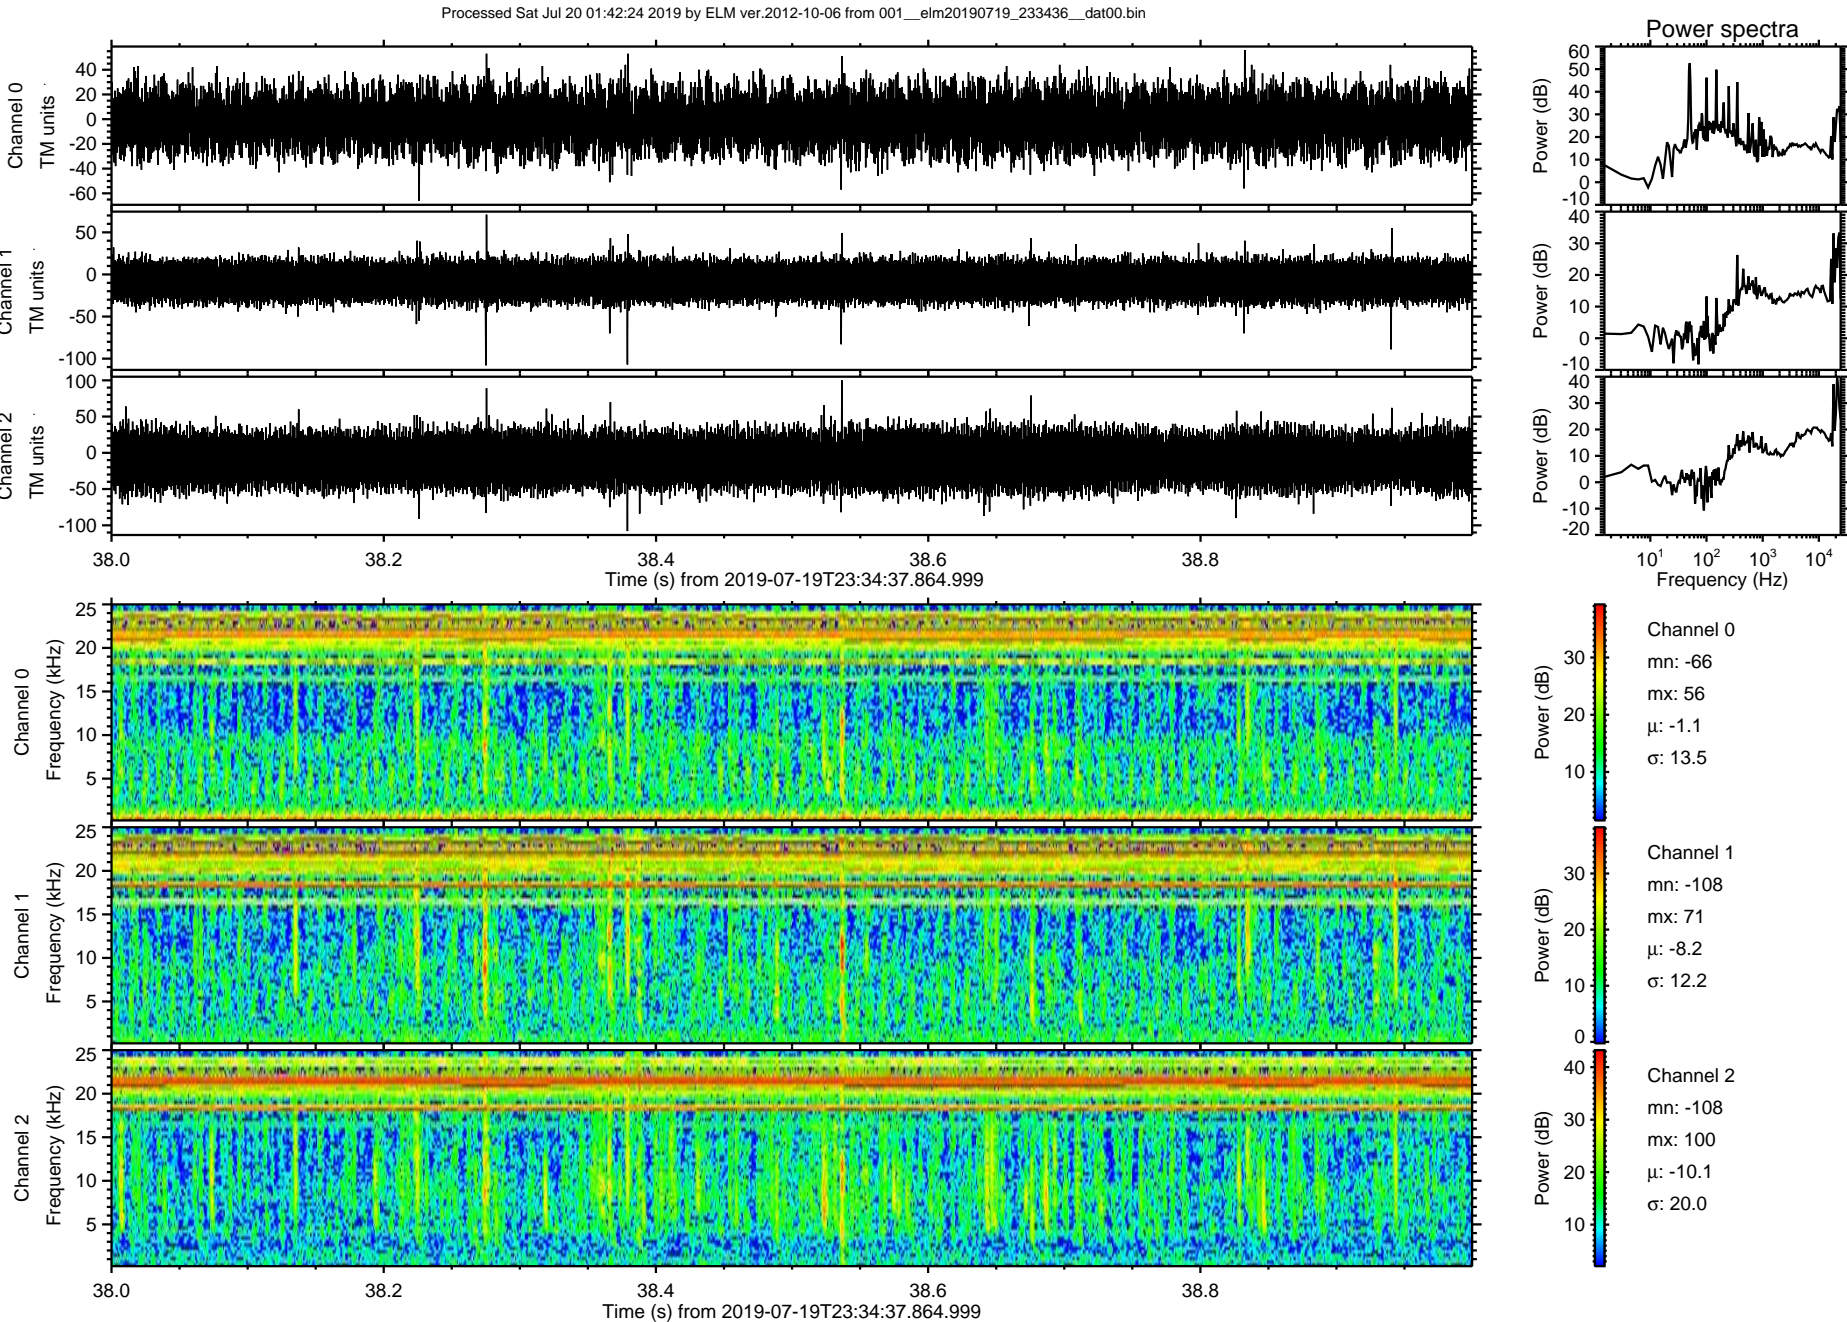 Processed Sat Jul 20 01:42:24 2019 by ELM ver.2012-10-06 from 001__elm20190719_233436__dat00.bin
Power spectra
Channel 0
TM units
40
20
0
-20
-40
-60
Power (dB)
60
50
40
30
20
10
0
-10
Channel 1
TM units
50
0
-50
-100
Power (dB)
40
30
20
10
0
-10
Channel 2
TM units
100
50
0
-50
-100
Power (dB)
40
30
20
10
0
-10
-20
38.0 38.2 38.4 38.6 38.8
Time (s) from 2019-07-19T23:34:37.864.999
10¹ 10² 10³ 10⁴
Frequency (Hz)
Channel 0
Frequency (kHz)
25
20
15
10
5
Power (dB)
30
20
10
Channel 0
mn: -66
mx: 56
μ: -1.1
σ: 13.5
Channel 1
Frequency (kHz)
25
20
15
10
5
Power (dB)
30
20
10
0
Channel 1
mn: -108
mx: 71
μ: -8.2
σ: 12.2
Channel 2
Frequency (kHz)
25
20
15
10
5
Power (dB)
40
30
20
10
Channel 2
mn: -108
mx: 100
μ: -10.1
σ: 20.0
38.0 38.2 38.4 38.6 38.8
Time (s) from 2019-07-19T23:34:37.864.999